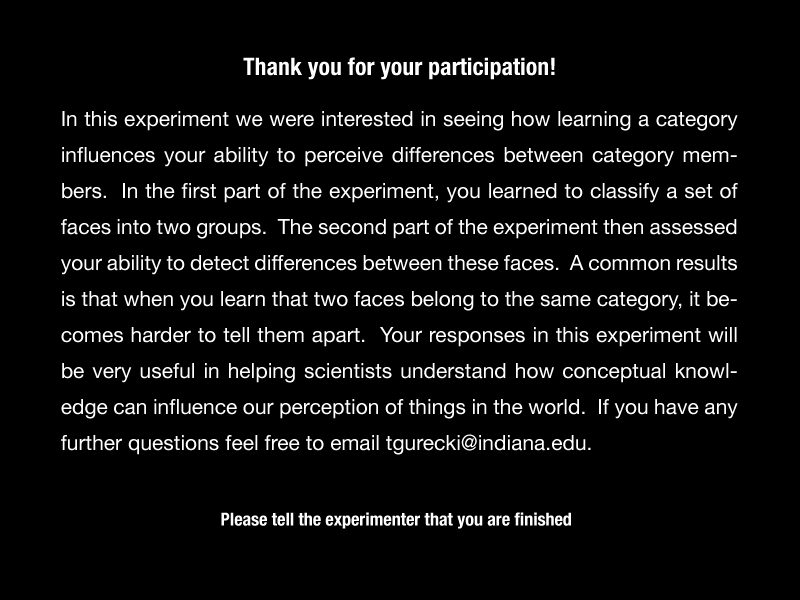 Thank you for your participation!
In this experiment we were interested in seeing how learning a category
influences your ability to perceive differences between category mem-
bers. In the first part of the experiment, you learned to classify a set of
faces into two groups. The second part of the experiment then assessed
your ability to detect differences between these faces. A common results
is that when you learn that two faces belong to the same category, it be-
comes harder to tell them apart. Your responses in this experiment will
be very useful in helping scientists understand how conceptual knowl-
edge can influence our perception of things in the world. If you have any
further questions feel free to email tgurecki@indiana.edu.
Please tell the experimenter that you are finished